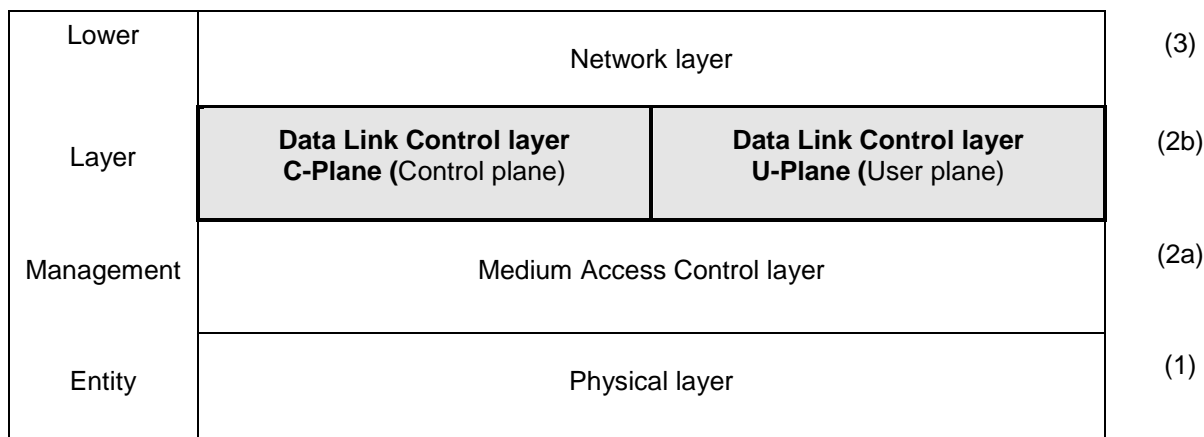 Lower
Network layer
(3)
Layer
Data Link Control layer
C-Plane (Control plane)
Data Link Control layer
U-Plane (User plane)
(2b)
Management
Medium Access Control layer
(2a)
Entity
Physical layer
(1)